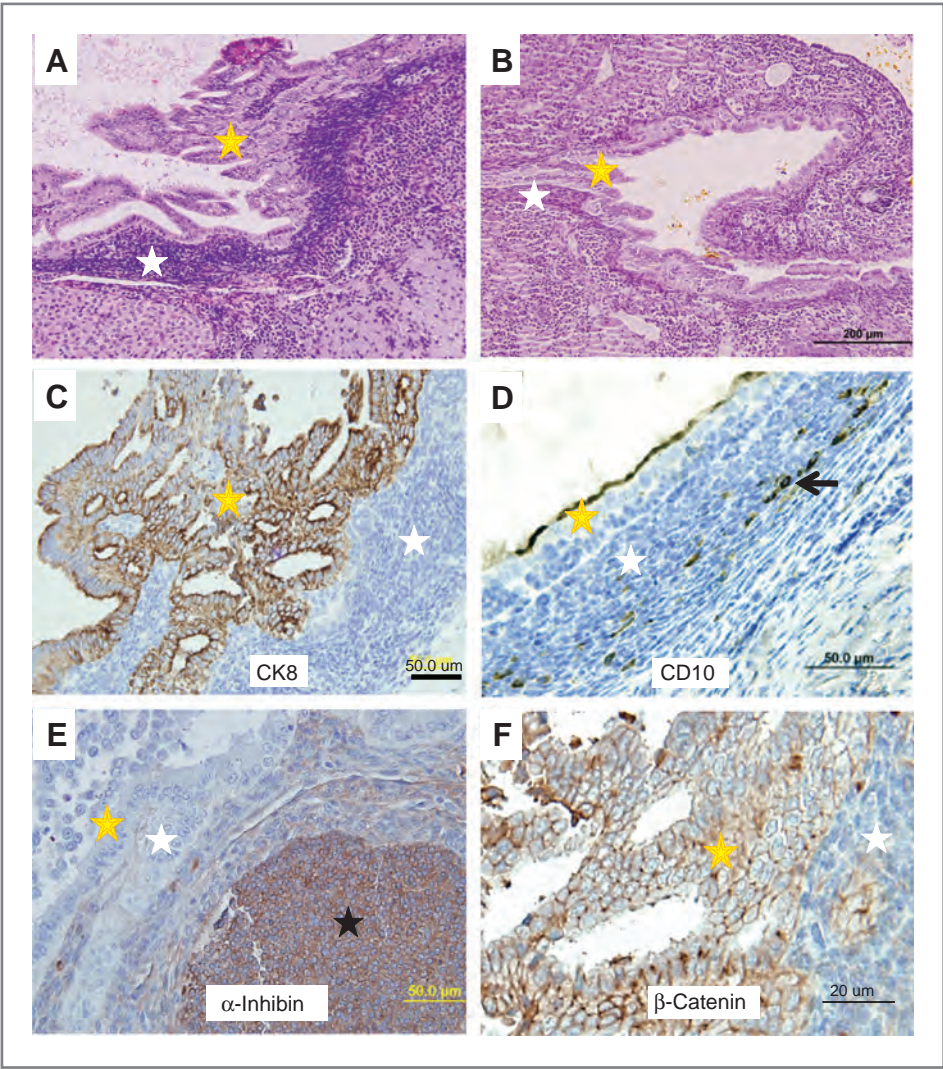 A
B
200 µm
C
CK8
50.0 um
D
CD10
50.0 µm
E
α-Inhibin
50.0 µm
F
β-Catenin
20 um